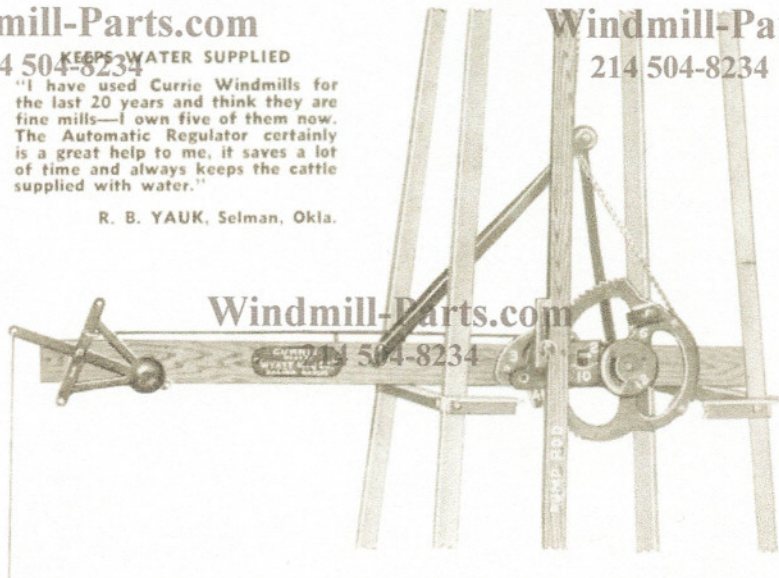 mill-Parts.com
Windmill-Pa
4 504-8234
214 504-8234
KEEPS WATER SUPPLIED
"I have used Currie Windmills for
the last 20 years and think they are
fine mills—I own five of them now.
The Automatic Regulator certainly
is a great help to me, it saves a lot
of time and always keeps the cattle
supplied with water."
R. B. YAUK, Selman, Okla.
Windmill-Parts.com
214 504-8234
CURRIE
3
10
ROD